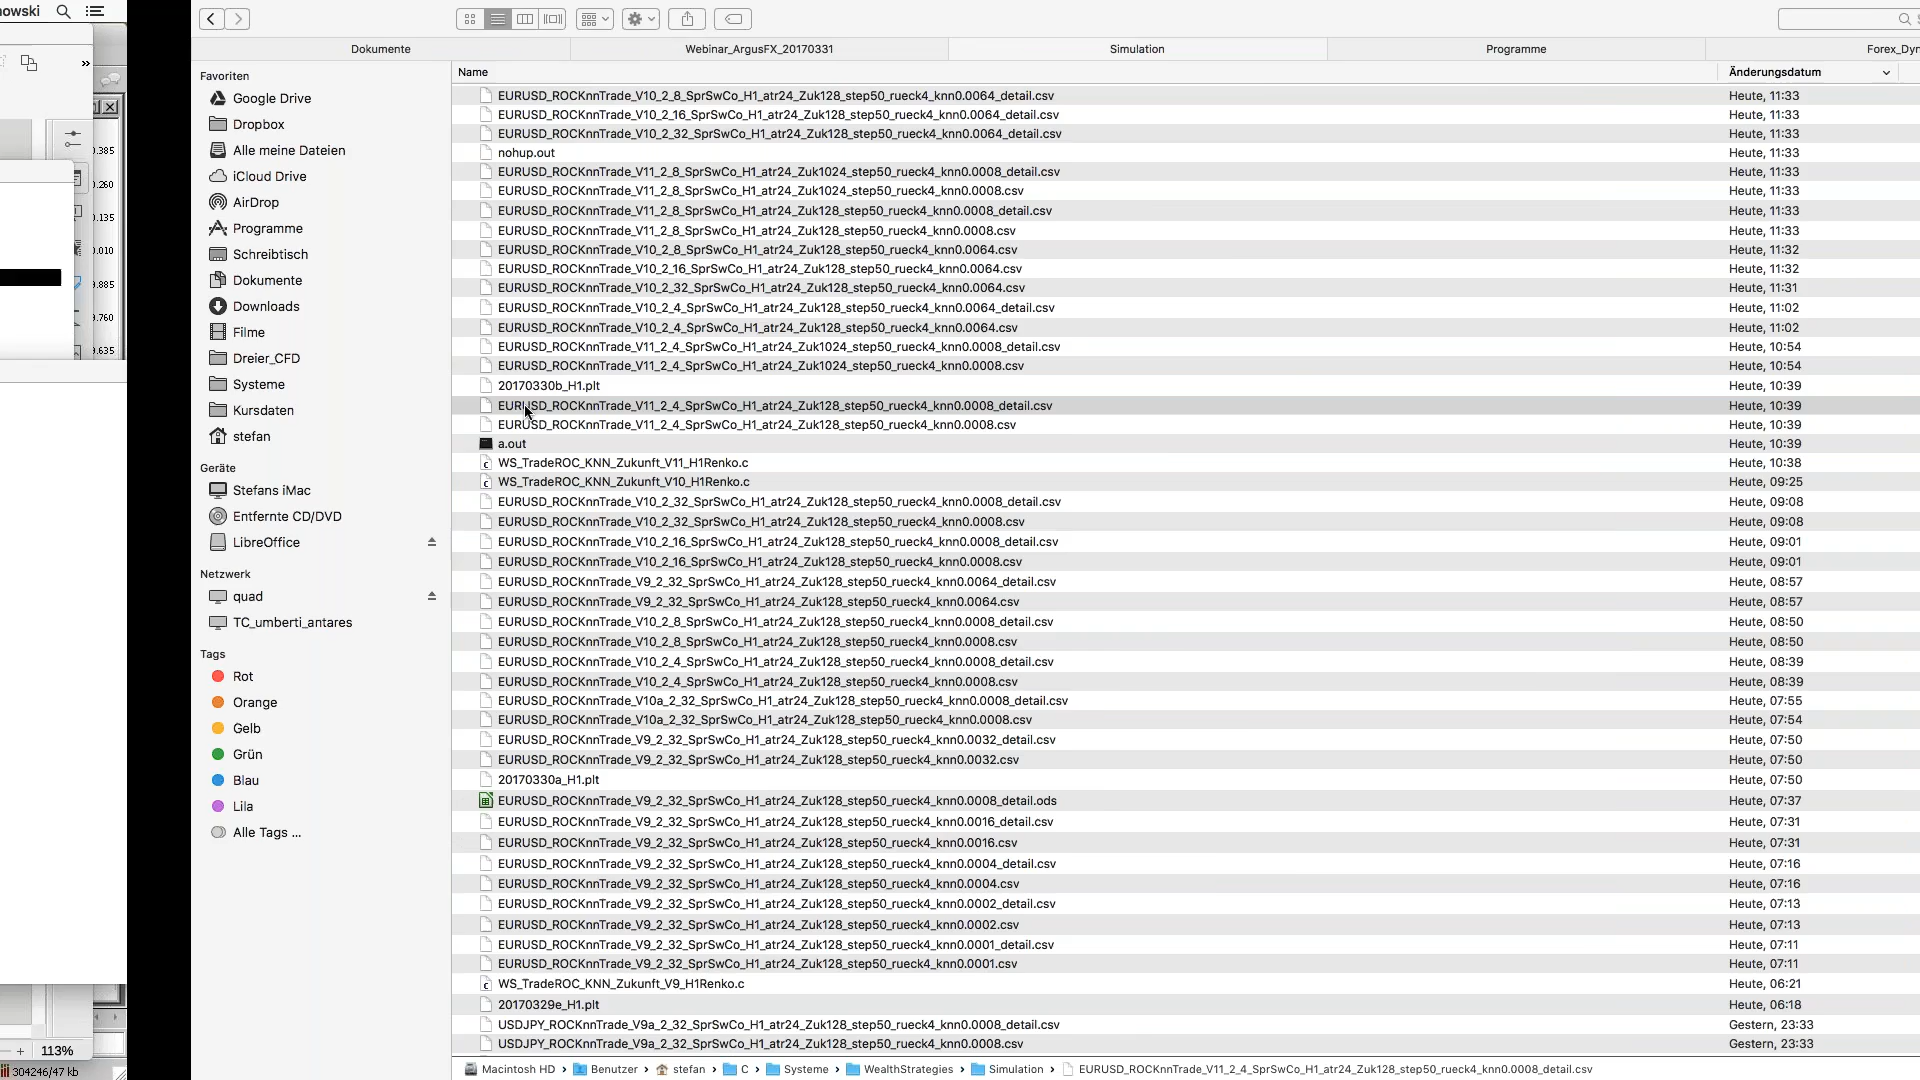 nowski
»
.385
.260
.135
.010
.885
.760
.635
+ 113%
304246/47 kb
Dokumente
Webinar_ArgusFX_20170331
Simulation
Programme
Forex_Dyn
Favoriten
Google Drive
Dropbox
Alle meine Dateien
iCloud Drive
AirDrop
Programme
Schreibtisch
Dokumente
Downloads
Filme
Dreier_CFD
Systeme
Kursdaten
stefan
Geräte
Stefans iMac
Entfernte CD/DVD
LibreOffice
Netzwerk
quad
TC_umberti_antares
Tags
Rot
Orange
Gelb
Grün
Blau
Lila
Alle Tags ...
Name Änderungsdatum
EURUSD_ROCKnnTrade_V10_2_8_SprSwCo_H1_atr24_Zuk128_step50_rueck4_knn0.0064_detail.csv Heute, 11:33
EURUSD_ROCKnnTrade_V10_2_16_SprSwCo_H1_atr24_Zuk128_step50_rueck4_knn0.0064_detail.csv Heute, 11:33
EURUSD_ROCKnnTrade_V10_2_32_SprSwCo_H1_atr24_Zuk128_step50_rueck4_knn0.0064_detail.csv Heute, 11:33
nohup.out Heute, 11:33
EURUSD_ROCKnnTrade_V11_2_8_SprSwCo_H1_atr24_Zuk1024_step50_rueck4_knn0.0008_detail.csv Heute, 11:33
EURUSD_ROCKnnTrade_V11_2_8_SprSwCo_H1_atr24_Zuk1024_step50_rueck4_knn0.0008.csv Heute, 11:33
EURUSD_ROCKnnTrade_V11_2_8_SprSwCo_H1_atr24_Zuk128_step50_rueck4_knn0.0008_detail.csv Heute, 11:33
EURUSD_ROCKnnTrade_V11_2_8_SprSwCo_H1_atr24_Zuk128_step50_rueck4_knn0.0008.csv Heute, 11:33
EURUSD_ROCKnnTrade_V10_2_8_SprSwCo_H1_atr24_Zuk128_step50_rueck4_knn0.0064.csv Heute, 11:32
EURUSD_ROCKnnTrade_V10_2_16_SprSwCo_H1_atr24_Zuk128_step50_rueck4_knn0.0064.csv Heute, 11:32
EURUSD_ROCKnnTrade_V10_2_32_SprSwCo_H1_atr24_Zuk128_step50_rueck4_knn0.0064.csv Heute, 11:31
EURUSD_ROCKnnTrade_V10_2_4_SprSwCo_H1_atr24_Zuk128_step50_rueck4_knn0.0064_detail.csv Heute, 11:02
EURUSD_ROCKnnTrade_V10_2_4_SprSwCo_H1_atr24_Zuk128_step50_rueck4_knn0.0064.csv Heute, 11:02
EURUSD_ROCKnnTrade_V11_2_4_SprSwCo_H1_atr24_Zuk1024_step50_rueck4_knn0.0008_detail.csv Heute, 10:54
EURUSD_ROCKnnTrade_V11_2_4_SprSwCo_H1_atr24_Zuk1024_step50_rueck4_knn0.0008.csv Heute, 10:54
20170330b_H1.plt Heute, 10:39
EURUSD_ROCKnnTrade_V11_2_4_SprSwCo_H1_atr24_Zuk128_step50_rueck4_knn0.0008_detail.csv Heute, 10:39
EURUSD_ROCKnnTrade_V11_2_4_SprSwCo_H1_atr24_Zuk128_step50_rueck4_knn0.0008.csv Heute, 10:39
a.out Heute, 10:39
WS_TradeROC_KNN_Zukunft_V11_H1Renko.c Heute, 10:38
WS_TradeROC_KNN_Zukunft_V10_H1Renko.c Heute, 09:25
EURUSD_ROCKnnTrade_V10_2_32_SprSwCo_H1_atr24_Zuk128_step50_rueck4_knn0.0008_detail.csv Heute, 09:08
EURUSD_ROCKnnTrade_V10_2_32_SprSwCo_H1_atr24_Zuk128_step50_rueck4_knn0.0008.csv Heute, 09:08
EURUSD_ROCKnnTrade_V10_2_16_SprSwCo_H1_atr24_Zuk128_step50_rueck4_knn0.0008_detail.csv Heute, 09:01
EURUSD_ROCKnnTrade_V10_2_16_SprSwCo_H1_atr24_Zuk128_step50_rueck4_knn0.0008.csv Heute, 09:01
EURUSD_ROCKnnTrade_V9_2_32_SprSwCo_H1_atr24_Zuk128_step50_rueck4_knn0.0064_detail.csv Heute, 08:57
EURUSD_ROCKnnTrade_V9_2_32_SprSwCo_H1_atr24_Zuk128_step50_rueck4_knn0.0064.csv Heute, 08:57
EURUSD_ROCKnnTrade_V10_2_8_SprSwCo_H1_atr24_Zuk128_step50_rueck4_knn0.0008_detail.csv Heute, 08:50
EURUSD_ROCKnnTrade_V10_2_8_SprSwCo_H1_atr24_Zuk128_step50_rueck4_knn0.0008.csv Heute, 08:50
EURUSD_ROCKnnTrade_V10_2_4_SprSwCo_H1_atr24_Zuk128_step50_rueck4_knn0.0008_detail.csv Heute, 08:39
EURUSD_ROCKnnTrade_V10_2_4_SprSwCo_H1_atr24_Zuk128_step50_rueck4_knn0.0008.csv Heute, 08:39
EURUSD_ROCKnnTrade_V10a_2_32_SprSwCo_H1_atr24_Zuk128_step50_rueck4_knn0.0008_detail.csv Heute, 07:55
EURUSD_ROCKnnTrade_V10a_2_32_SprSwCo_H1_atr24_Zuk128_step50_rueck4_knn0.0008.csv Heute, 07:54
EURUSD_ROCKnnTrade_V9_2_32_SprSwCo_H1_atr24_Zuk128_step50_rueck4_knn0.0032_detail.csv Heute, 07:50
EURUSD_ROCKnnTrade_V9_2_32_SprSwCo_H1_atr24_Zuk128_step50_rueck4_knn0.0032.csv Heute, 07:50
20170330a_H1.plt Heute, 07:50
EURUSD_ROCKnnTrade_V9_2_32_SprSwCo_H1_atr24_Zuk128_step50_rueck4_knn0.0008_detail.ods Heute, 07:37
EURUSD_ROCKnnTrade_V9_2_32_SprSwCo_H1_atr24_Zuk128_step50_rueck4_knn0.0016_detail.csv Heute, 07:31
EURUSD_ROCKnnTrade_V9_2_32_SprSwCo_H1_atr24_Zuk128_step50_rueck4_knn0.0016.csv Heute, 07:31
EURUSD_ROCKnnTrade_V9_2_32_SprSwCo_H1_atr24_Zuk128_step50_rueck4_knn0.0004_detail.csv Heute, 07:16
EURUSD_ROCKnnTrade_V9_2_32_SprSwCo_H1_atr24_Zuk128_step50_rueck4_knn0.0004.csv Heute, 07:16
EURUSD_ROCKnnTrade_V9_2_32_SprSwCo_H1_atr24_Zuk128_step50_rueck4_knn0.0002_detail.csv Heute, 07:13
EURUSD_ROCKnnTrade_V9_2_32_SprSwCo_H1_atr24_Zuk128_step50_rueck4_knn0.0002.csv Heute, 07:13
EURUSD_ROCKnnTrade_V9_2_32_SprSwCo_H1_atr24_Zuk128_step50_rueck4_knn0.0001_detail.csv Heute, 07:11
EURUSD_ROCKnnTrade_V9_2_32_SprSwCo_H1_atr24_Zuk128_step50_rueck4_knn0.0001.csv Heute, 07:11
WS_TradeROC_KNN_Zukunft_V9_H1Renko.c Heute, 06:21
20170329e_H1.plt Heute, 06:18
USDJPY_ROCKnnTrade_V9a_2_32_SprSwCo_H1_atr24_Zuk128_step50_rueck4_knn0.0008_detail.csv Gestern, 23:33
USDJPY_ROCKnnTrade_V9a_2_32_SprSwCo_H1_atr24_Zuk128_step50_rueck4_knn0.0008.csv Gestern, 23:33
Macintosh HD › Benutzer › stefan › C › Systeme › WealthStrategies › Simulation › EURUSD_ROCKnnTrade_V11_2_4_SprSwCo_H1_atr24_Zuk128_step50_rueck4_knn0.0008_detail.csv